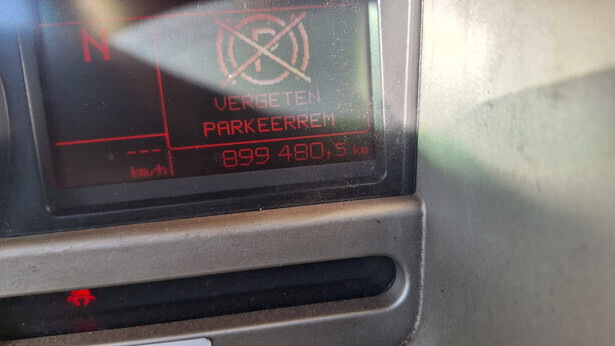 N
P
VERGETEN
PARKEERREM
--- 899 480,5 km
km/h